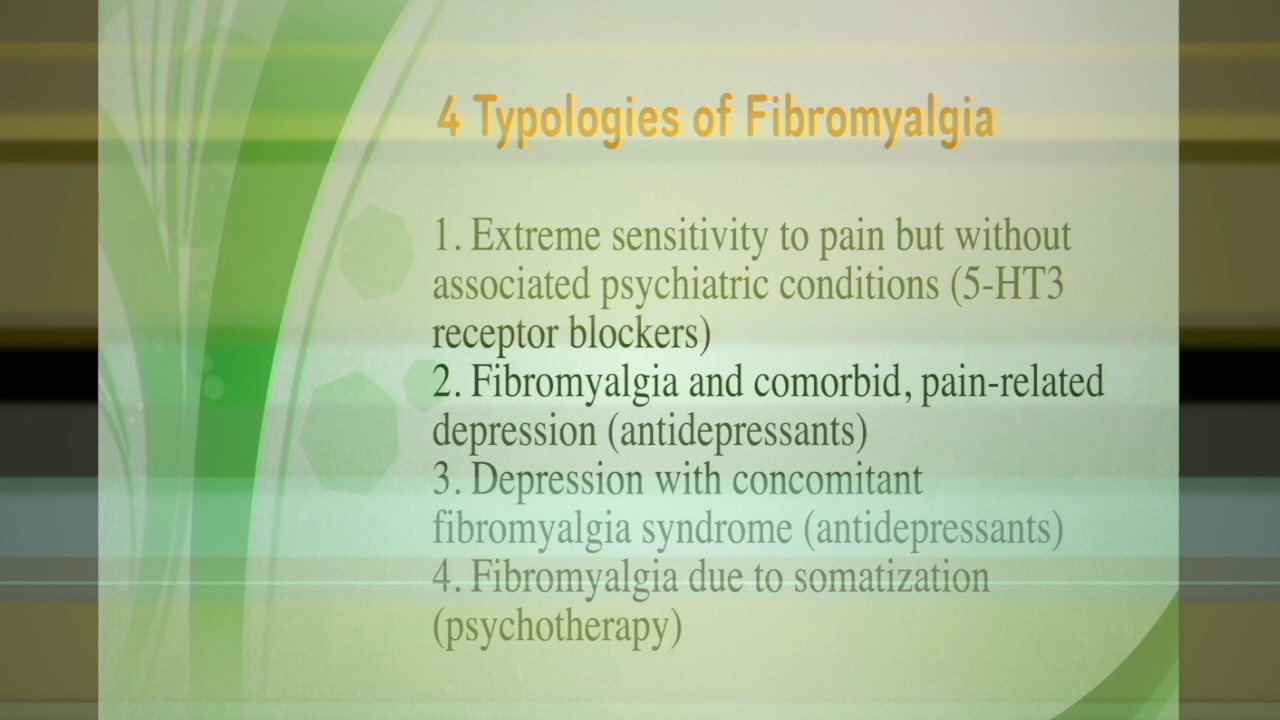 4 Typologies of Fibromyalgia
1. Extreme sensitivity to pain but without
associated psychiatric conditions (5-HT3
receptor blockers)
2. Fibromyalgia and comorbid, pain-related
depression (antidepressants)
3. Depression with concomitant
fibromyalgia syndrome (antidepressants)
4. Fibromyalgia due to somatization
(psychotherapy)